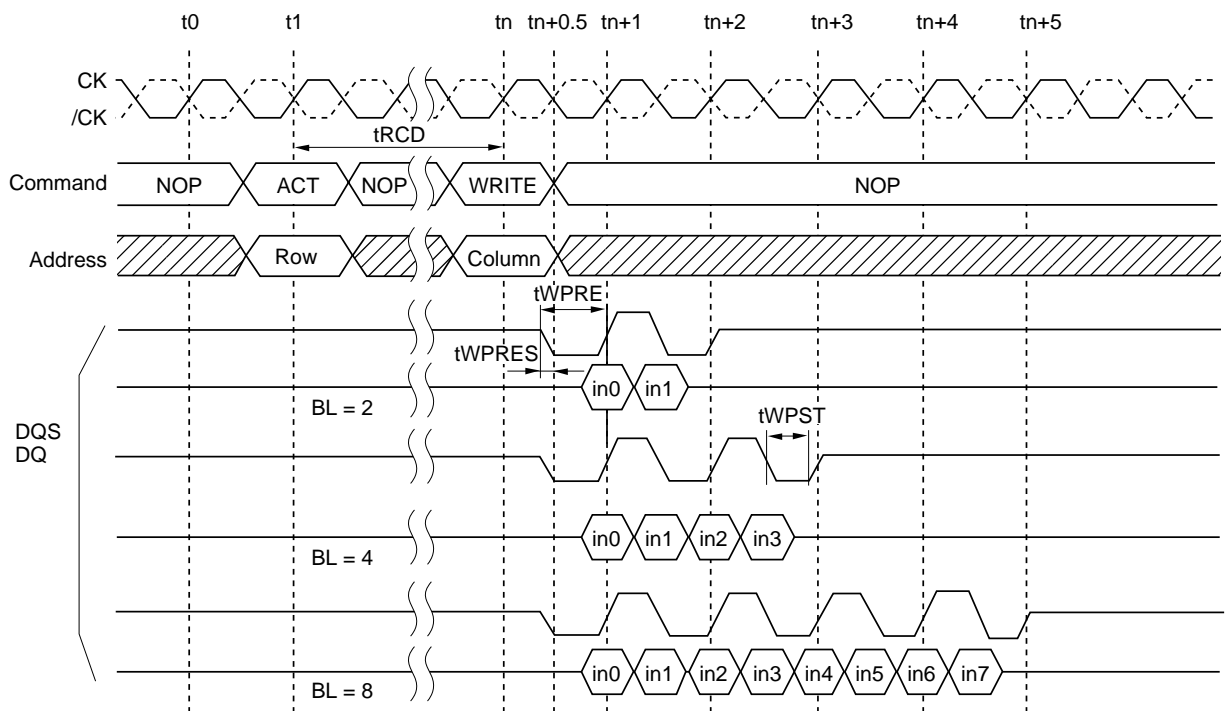 t0 t1 tn tn+0.5 tn+1 tn+2 tn+3 tn+4 tn+5
CK
/CK
tRCD
Command NOP ACT NOP WRITE NOP
Address Row Column
tWPRE
tWPRES
in0 in1
BL = 2
tWPST
DQS
DQ
in0 in1 in2 in3
BL = 4
in0 in1 in2 in3 in4 in5 in6 in7
BL = 8